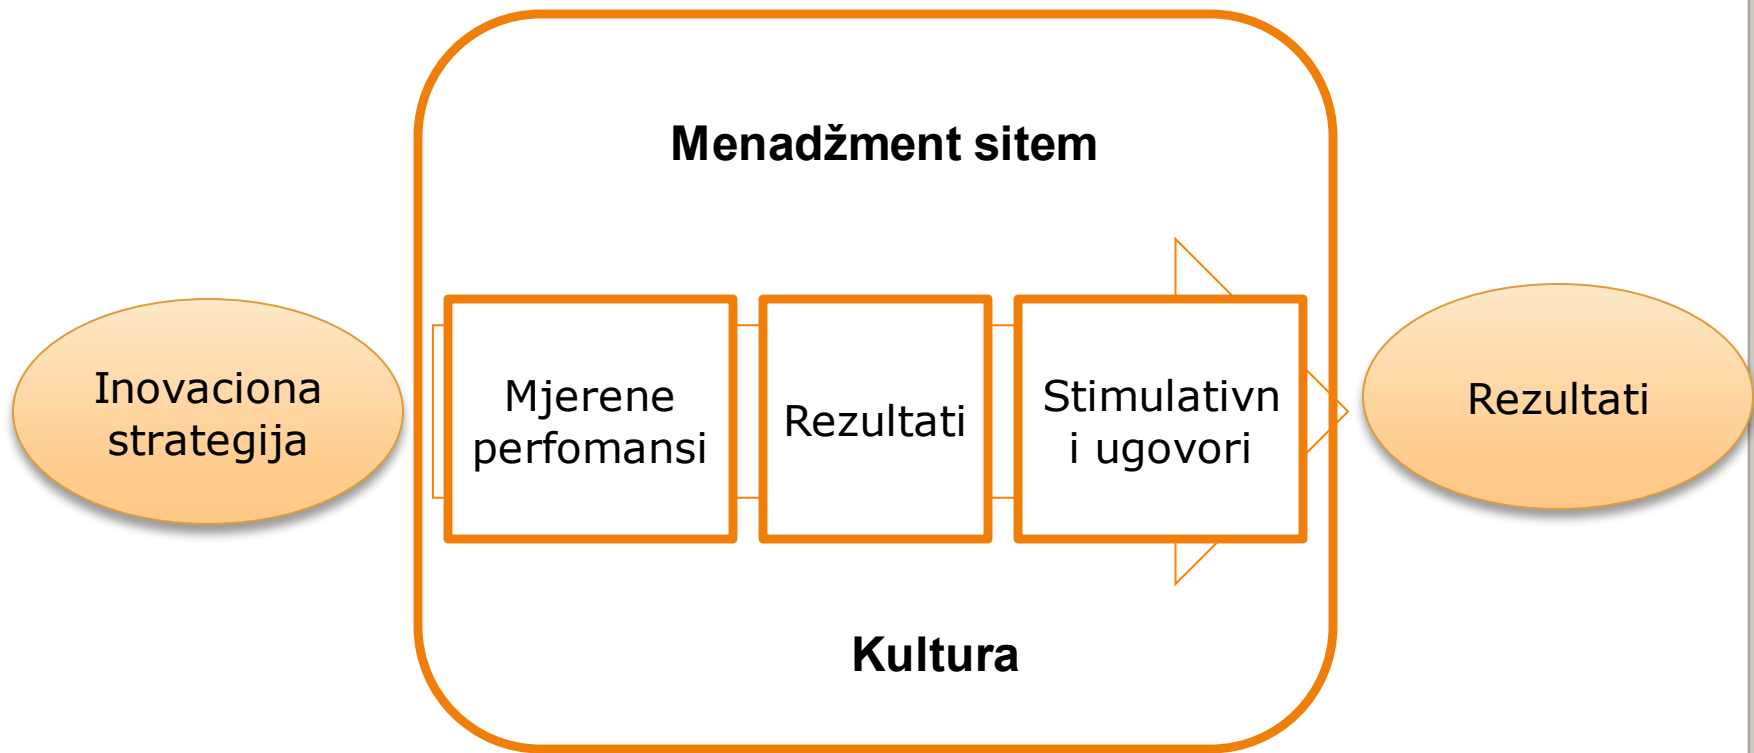 Menadžment sitem
Inovaciona
strategija
Mjerene
perfomansi
Rezultati
Stimulativn
i ugovori
Rezultati
Kultura